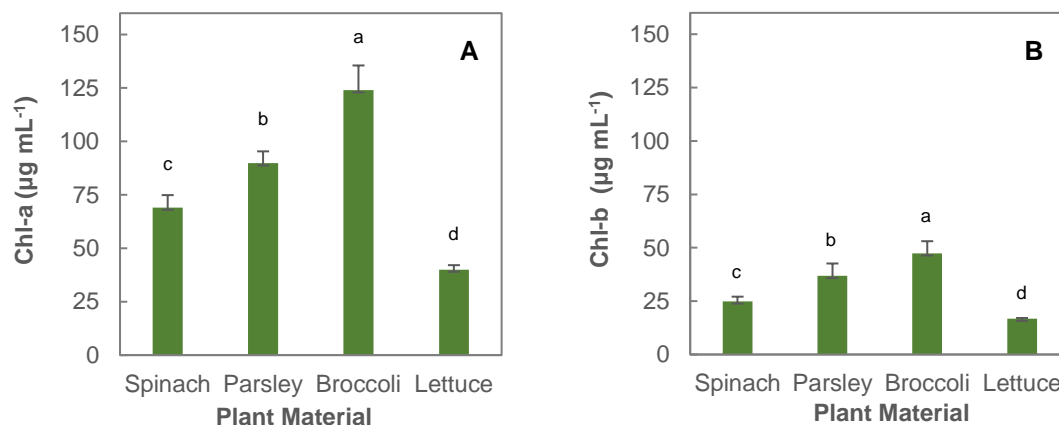 A
Chl-a (µg mL-1)
150
125
100
75
50
25
0
c
b
a
d
Spinach Parsley Broccoli Lettuce
Plant Material
B
Chl-b (µg mL-1)
150
125
100
75
50
25
0
c
b
a
d
Spinach Parsley Broccoli Lettuce
Plant Material